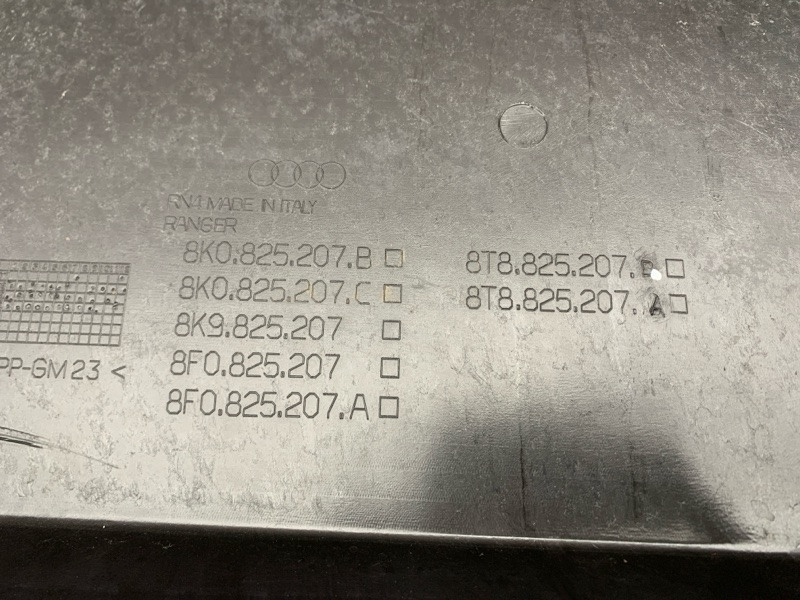 RN4 MADE IN ITALY
RANGER
8K0.825.207.B
8K0.825.207.C
8K9.825.207
8F0.825.207
8F0.825.207.A
8T8.825.207.B
8T8.825.207.A
PP-GM23 <